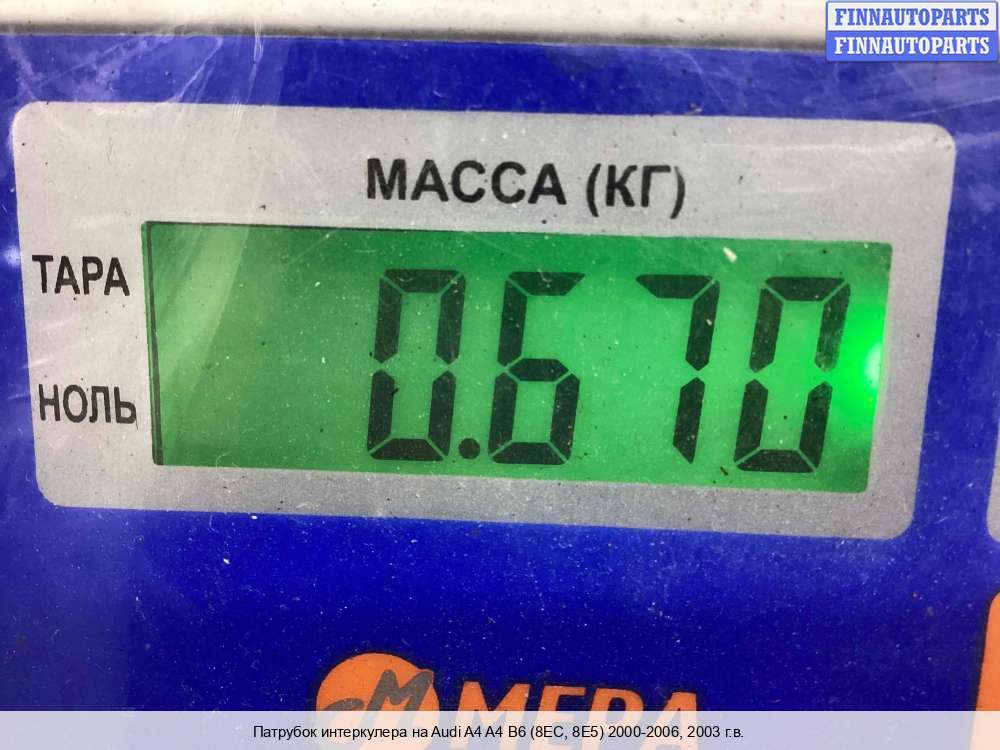 FINNAUTOPARTS
FINNAUTOPARTS
МАССА (КГ)
ТАРА
0.670
НОЛЬ
МЕРА
Патрубок интеркулера на Audi A4 A4 B6 (8EC, 8E5) 2000-2006, 2003 г.в.